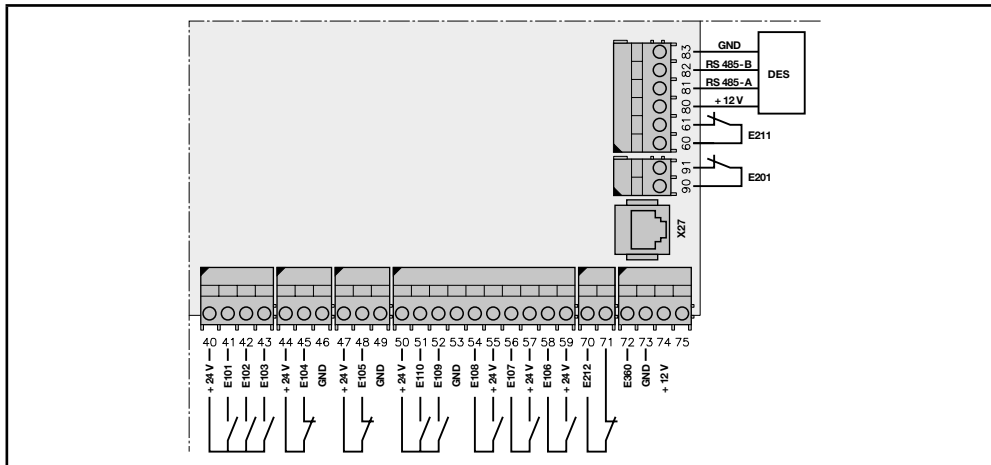 83 GND
82 RS 485-B
81 RS 485-A
80 + 12 V
DES
61
60
E211
91
90
E201
X27
40 41 42 43 44 45 46 47 48 49 50 51 52 53 54 55 56 57 58 59 70 71 72 73 74 75
+ 24 V
E101
E102
E103
+ 24 V
E104
GND
+ 24 V
E105
GND
+ 24 V
E110
E109
GND
E108
+ 24 V
E107
+ 24 V
E106
+ 24 V
E212
E360
GND
+ 12 V